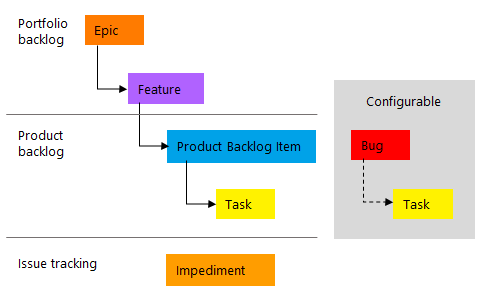 Portfolio
backlog
Epic
Feature
Configurable
Product
backlog
Product Backlog Item
Bug
Task
Task
Issue tracking
Impediment